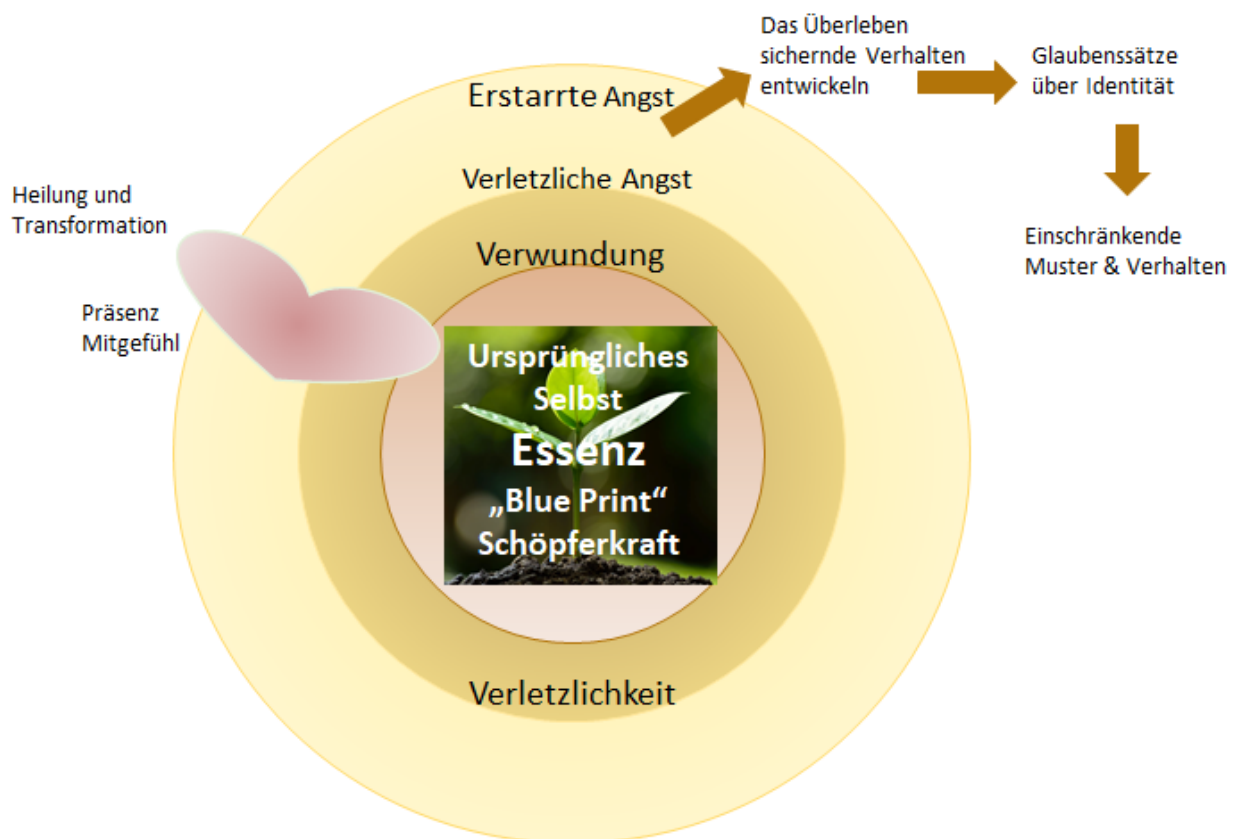 Das Überleben
sichernde Verhalten
entwickeln
Glaubenssätze
über Identität
Einschränkende
Muster & Verhalten
Erstarrte Angst
Verletzliche Angst
Heilung und
Transformation
Präsenz
Mitgefühl
Verwundung
Ursprüngliches
Selbst
Essenz
„Blue Print“
Schöpferkraft
Verletzlichkeit